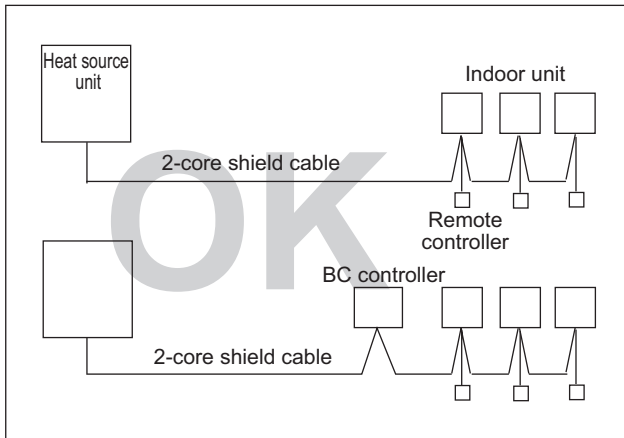 Heat source
unit
Indoor unit
2-core shield cable
Remote
controller
OK
BC controller
2-core shield cable